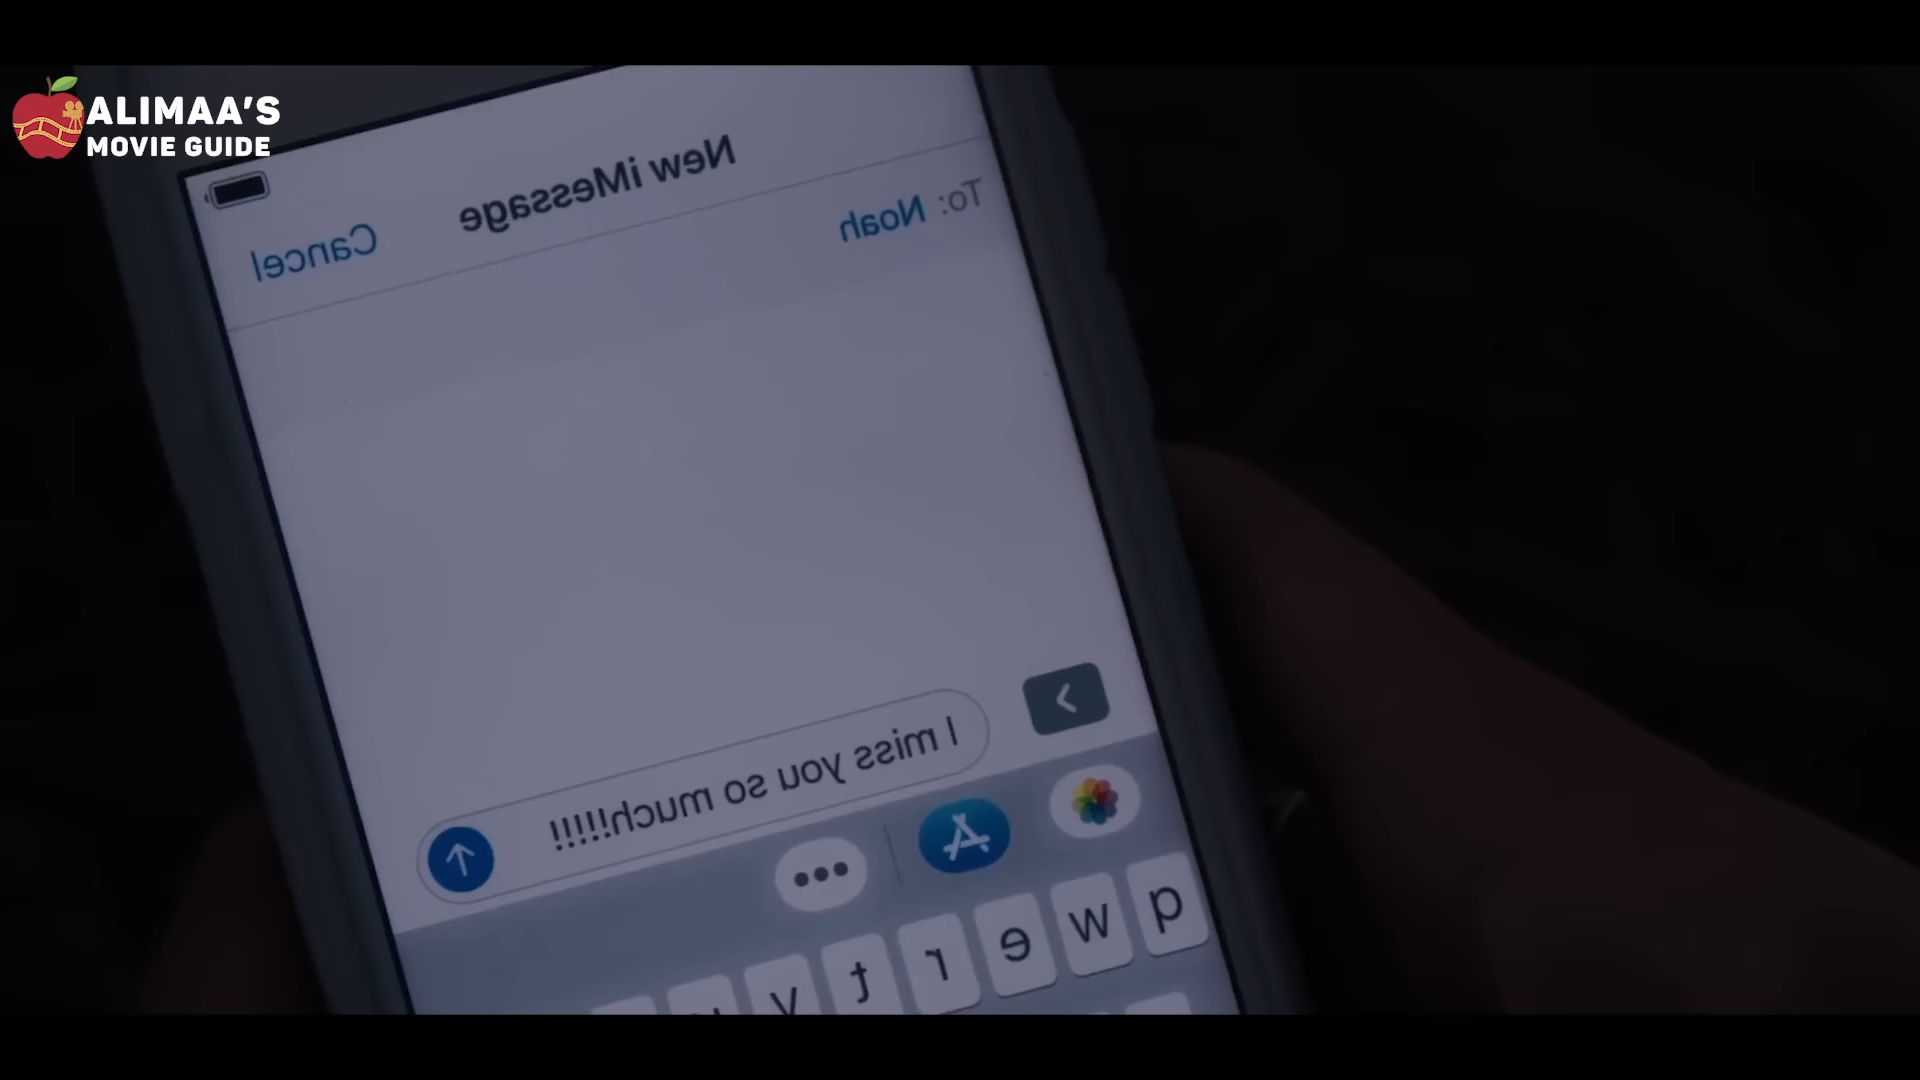 ALIMAA'S
MOVIE GUIDE
New iMessage
Cancel
To: Noah
I miss you so much!!!!!
q w e r t y